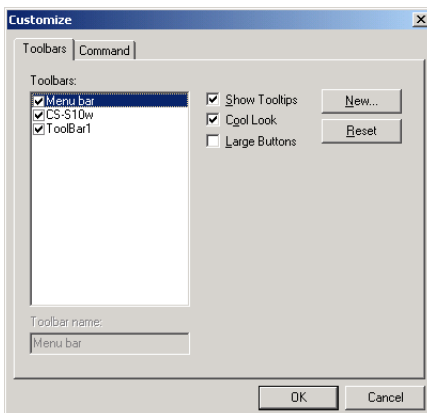 Customize
Toolbars Command
Toolbars:
Menu bar
CS-S10w
ToolBar1
Show Tooltips
Cool Look
Large Buttons
New...
Reset
Toolbar name:
Menu bar
OK Cancel